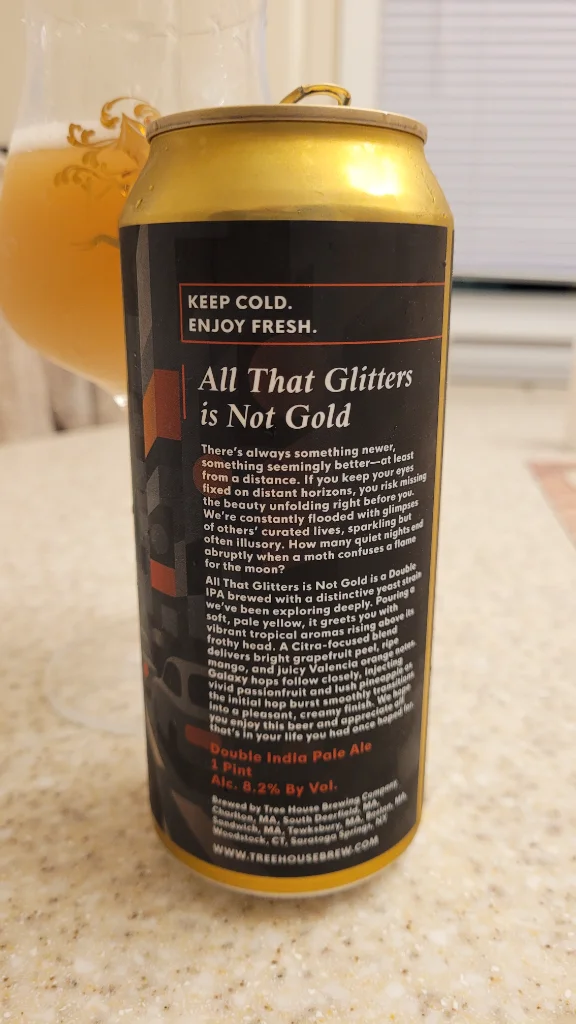 KEEP COLD.
ENJOY FRESH.
All That Glitters
is Not Gold
There's always something newer,
something seemingly better—at least
from a distance. If you keep your eyes
fixed on distant horizons, you risk missing
the beauty unfolding right before you.
We're constantly flooded with glimpses
of others' curated lives, sparkling but
often illusory. How many quiet nights end
abruptly when a moth confuses a flame
for the moon?
All That Glitters is Not Gold is a Double
IPA brewed with a distinctive yeast strain
we've been exploring deeply. Pouring a
soft, pale yellow, it greets you with
vibrant tropical aromas rising above its
frothy head. A Citra-focused blend
delivers bright grapefruit peel, ripe
mango, and juicy Valencia orange notes.
Galaxy hops follow closely, injecting
vivid passionfruit and lush pineapple as
the initial hop burst smoothly transitions
into a pleasant, creamy finish. We hope
you enjoy this beer and appreciate all
that's in your life you had once hoped for.
Double India Pale Ale
1 Pint
Alc. 8.2% By Vol.
Brewed by Tree House Brewing Company
Charlton, MA, South Deerfield, MA,
Sandwich, MA, Tewksbury, MA, Boston, MA,
Woodstock, CT, Saratoga Springs, NY
WWW.TREEHOUSEBREW.COM